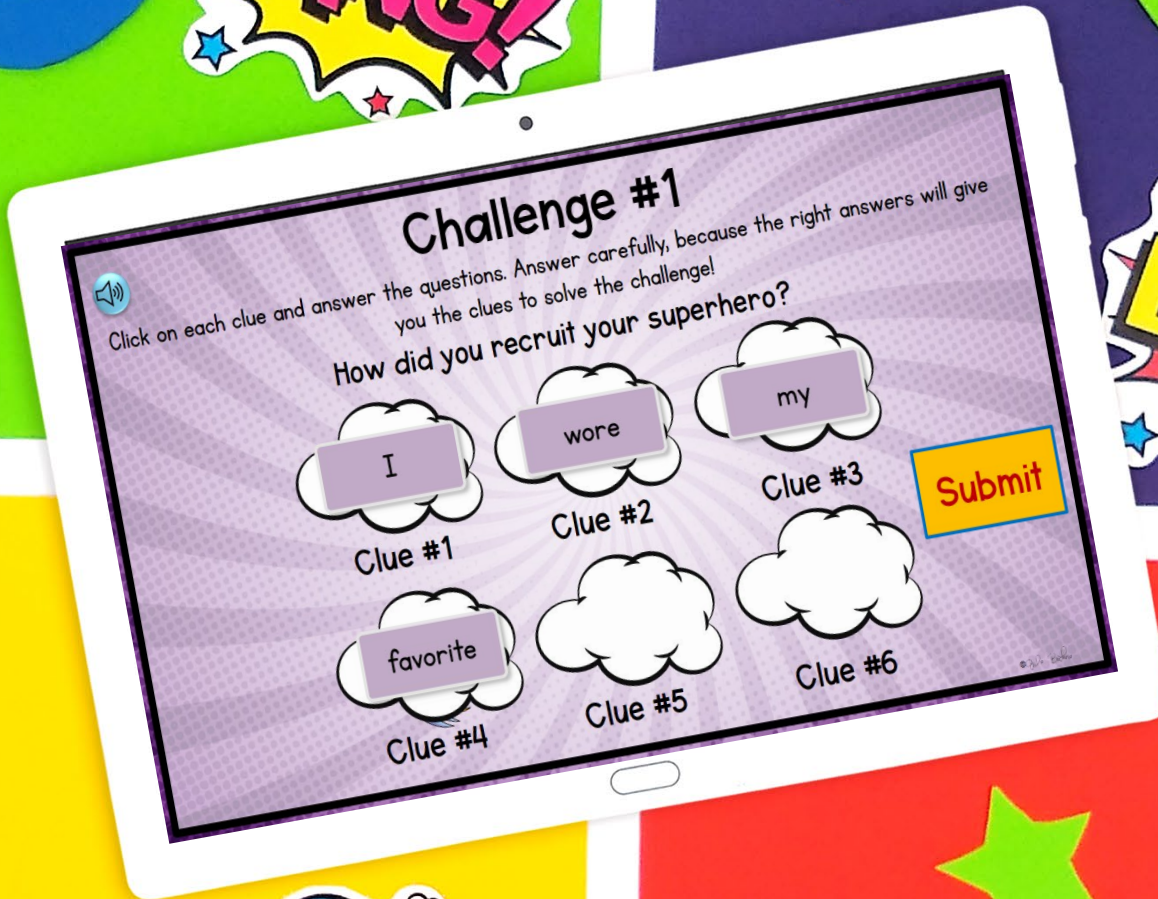 NG!
Challenge #1
Click on each clue and answer the questions. Answer carefully, because the right answers will give
you the clues to solve the challenge!
How did you recruit your superhero?
I
wore
my
Clue #1
Clue #2
Clue #3
Submit
favorite
Clue #4
Clue #5
Clue #6